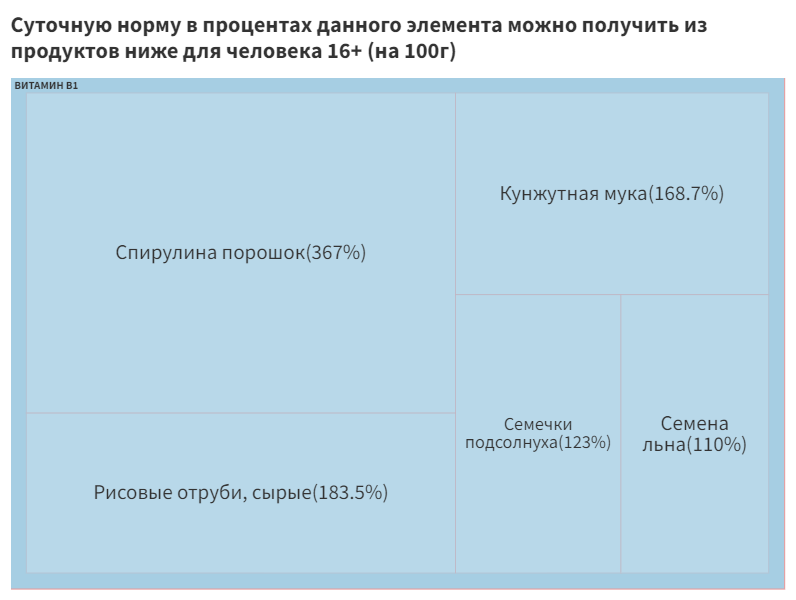 Суточную норму в процентах данного элемента можно получить из
продуктов ниже для человека 16+ (на 100г)
ВИТАМИН B1
Спирулина порошок(367%)
Кунжутная мука(168.7%)
Рисовые отруби, сырые(183.5%)
Семечки
подсолнуха(123%)
Семена
льна(110%)